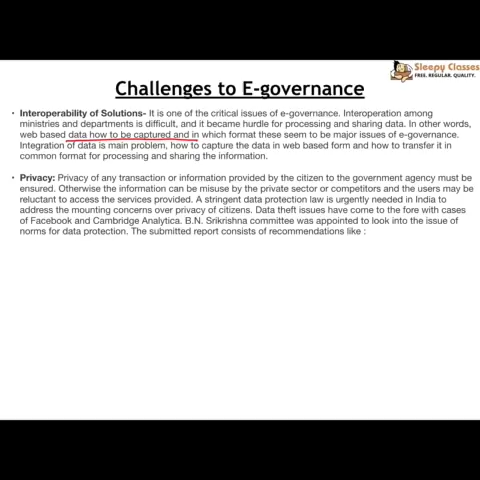 Sleepy Classes
FREE. REGULAR. QUALITY.
Challenges to E-governance
• Interoperability of Solutions- It is one of the critical issues of e-governance. Interoperation among
ministries and departments is difficult, and it became hurdle for processing and sharing data. In other words,
web based data how to be captured and in which format these seem to be major issues of e-governance.
Integration of data is main problem, how to capture the data in web based form and how to transfer it in
common format for processing and sharing the information.
• Privacy: Privacy of any transaction or information provided by the citizen to the government agency must be
ensured. Otherwise the information can be misuse by the private sector or competitors and the users may be
reluctant to access the services provided. A stringent data protection law is urgently needed in India to
address the mounting concerns over privacy of citizens. Data theft issues have come to the fore with cases
of Facebook and Cambridge Analytica. B.N. Srikrishna committee was appointed to look into the issue of
norms for data protection. The submitted report consists of recommendations like :